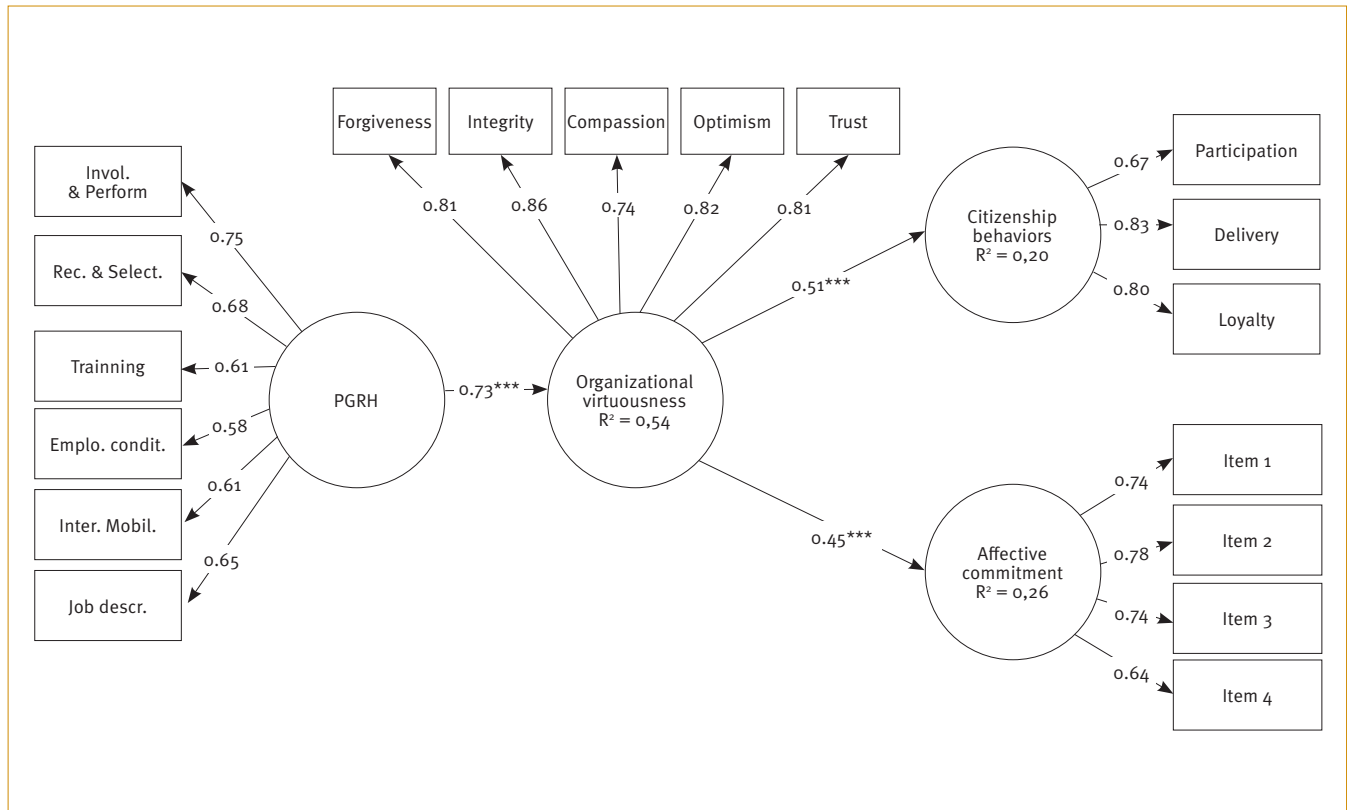 Forgiveness
Integrity
Compassion
Optimism
Trust
0.81
0.86
0.74
0.82
0.81
Invol.
& Perform
Rec. & Select.
Trainning
Emplo. condit.
Inter. Mobil.
Job descr.
0.75
0.68
0.61
0.58
0.61
0.65
PGRH
0.73***
Organizational
virtuousness
R² = 0,54
0.51***
0.45***
Citizenship
behaviors
R² = 0,20
0.67
0.83
0.80
Participation
Delivery
Loyalty
Affective
commitment
R² = 0,26
0.74
0.78
0.74
0.64
Item 1
Item 2
Item 3
Item 4